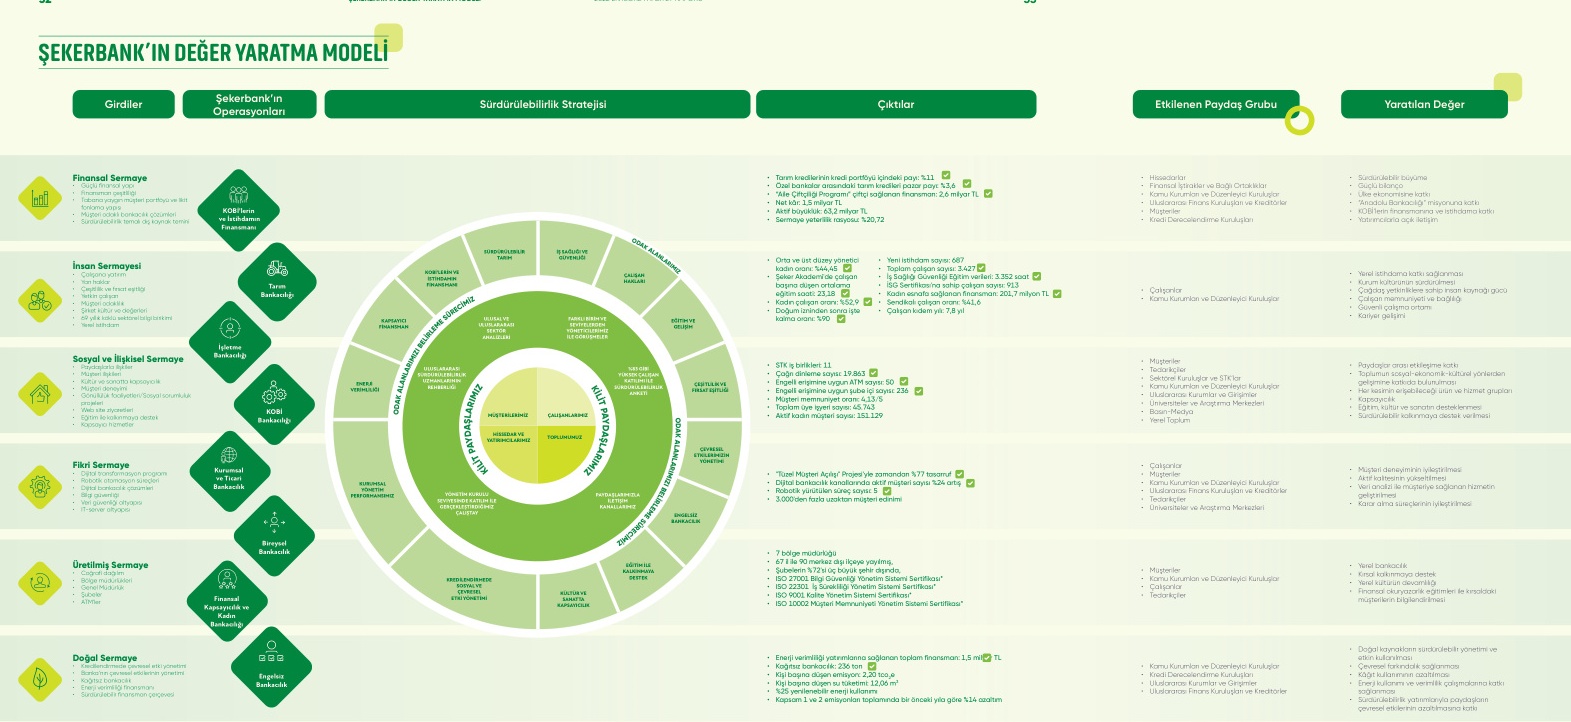 ŞEKERBANK'IN DEĞER YARATMA MODELİ
Girdiler
Şekerbank'ın
Operasyonları
Sürdürülebilirlik Stratejisi
Çıktılar
Etkilenen Paydaş Grubu
Yaratılan Değer
Finansal Sermaye
• Güçlü finansal yapı
• Finansman çeşitliliği
• Tabana yaygın müşteri portföyü ve likit
fonlama yapısı
• Müşteri odaklı bankacılık çözümleri
• Sürdürülebilirlik temalı dış kaynak temini
İnsan Sermayesi
• Çalışana yatırım
• Yan haklar
• Çeşitlilik ve fırsat eşitliği
• Yetkin çalışan
• Müşteri odaklılık
• Şirket kültür ve değerleri
• 69 yıllık köklü sektörel bilgi birikimi
• Yerel istihdam
Sosyal ve İlişkisel Sermaye
• Paydaşlarla ilişkiler
• Müşteri ilişkileri
• Kültür ve sanatta kapsayıcılık
• Müşteri deneyimi
• Gönüllülük faaliyetleri/Sosyal sorumluluk
projeleri
• Web site ziyaretleri
• Eğitim ile kalkınmaya destek
• Kapsayıcı hizmetler
Fikri Sermaye
• Dijital transformasyon programı
• Robotik otomasyon süreçleri
• Dijital bankacılık çözümleri
• Bilgi güvenliği
• Veri güvenliği altyapısı
• IT-server altyapısı
Üretilmiş Sermaye
• Coğrafi dağılım
• Bölge müdürlükleri
• Genel Müdürlük
• Şubeler
• ATM'ler
Doğal Sermaye
• Kredilendirmede çevresel etki yönetimi
• Banka'nın çevresel etkilerinin yönetimi
• Kağıtsız bankacılık
• Enerji verimliliği finansmanı
• Sürdürülebilir finansman çerçevesi
KOBİ'lerin
ve İstihdamın
Finansmanı
Tarım
Bankacılığı
İşletme
Bankacılığı
KOBİ
Bankacılığı
Kurumsal
ve Ticari
Bankacılık
Bireysel
Bankacılık
Finansal
Kapsayıcılık ve
Kadın
Bankacılığı
Engelsiz
Bankacılık
ODAK ALANLARIMIZ
SÜRDÜRÜLEBİLİR
TARIM
İŞ SAĞLIĞI VE
GÜVENLİĞİ
ÇALIŞAN
HAKLARI
EĞİTİM VE
GELİŞİM
ÇEŞİTLİLİK VE
FIRSAT EŞİTLİĞİ
ÇEVRESEL
ETKİLERİMİZİN
YÖNETİMİ
ENGELSİZ
BANKACILIK
EĞİTİM İLE
KALKINMAYA
DESTEK
KÜLTÜR VE
SANATTA
KAPSAYICILIK
KREDİLENDİRMEDE
SOSYAL VE
ÇEVRESEL
ETKİ YÖNETİMİ
KURUMSAL
YÖNETİM
PERFORMANSIMIZ
ENERJİ
VERİMLİLİĞİ
KAPSAYICI
FİNANSMAN
KOBİ'LERİN VE
İSTİHDAMIN
FİNANSMANI
ODAK ALANLARIMIZI BELİRLEME SÜRECİMİZ
ODAK ALANLARIMIZI BELİRLEME SÜRECİMİZ
ULUSAL VE
ULUSLARARASI
SEKTÖR
ANALİZLERİ
FARKLI BİRİM VE
SEVİYELERDEN
YÖNETİCİLERİMİZ
İLE GÖRÜŞMELER
ULUSLARARASI
SÜRDÜRÜLEBİLİRLİK
UZMANLARININ
REHBERLİĞİ
%83 GİBİ
YÜKSEK ÇALIŞAN
KATILIMI İLE
SÜRDÜRÜLEBİLİRLİK
ANKETİ
YÖNETİM KURULU
SEVİYESİNDE KATILIM İLE
GERÇEKLEŞTİRDİĞİMİZ
ÇALIŞTAY
PAYDAŞLARIMIZLA
İLETİŞİM
KANALLARIMIZ
KİLİT PAYDAŞLARIMIZ
KİLİT PAYDAŞLARIMIZ
MÜŞTERİLERİMİZ
ÇALIŞANLARIMIZ
HİSSEDAR VE
YATIRIMCILARIMIZ
TOPLUMUMUZ
• Tarım kredilerinin kredi portföyü içindeki payı: %11
• Özel bankalar arasındaki tarım kredileri pazar payı: %3,6
• "Aile Çiftçiliği Programı" çiftçi sağlanan finansman: 2,6 milyar TL
• Net kâr: 1,5 milyar TL
• Aktif büyüklük: 63,2 milyar TL
• Sermaye yeterlilik rasyosu: %20,72
• Orta ve üst düzey yönetici
kadın oranı: %44,45
• Şeker Akademi'de çalışan
başına düşen ortalama
eğitim saati: 23,18
• Kadın çalışan oranı: %52,9
• Doğum izninden sonra işte
kalma oranı: %90
• Yeni istihdam sayısı: 687
• Toplam çalışan sayısı: 3.427
• İş Sağlığı Güvenliği Eğitim verileri: 3.352 saat
• İSG Sertifikası'na sahip çalışan sayısı: 913
• Kadın esnafa sağlanan finansman: 201,7 milyon TL
• Sendikalı çalışan oranı: %41,6
• Çalışan kıdem yılı: 7,8 yıl
• STK iş birlikleri: 11
• Çağrı dinleme sayısı: 19.863
• Engelli erişimine uygun ATM sayısı: 50
• Engelli erişimine uygun şube içi sayısı: 236
• Müşteri memnuniyet oranı: 4,13/5
• Toplam üye işyeri sayısı: 45.743
• Aktif kadın müşteri sayısı: 151.129
• "Tüzel Müşteri Açılışı" Projesi'yle zamandan %77 tasarruf
• Dijital bankacılık kanallarında aktif müşteri sayısı %24 artış
• Robotik yürütülen süreç sayısı: 5
• 3.000'den fazla uzaktan müşteri edinimi
• 7 bölge müdürlüğü
• 67 il ile 90 merkez dışı ilçeye yayılmış,
• Şubelerin %72'si üç büyük şehir dışında,
• ISO 27001 Bilgi Güvenliği Yönetim Sistemi Sertifikası*
• ISO 22301 İş Sürekliliği Yönetim Sistemi Sertifikası*
• ISO 9001 Kalite Yönetim Sistemi Sertifikası*
• ISO 10002 Müşteri Memnuniyeti Yönetim Sistemi Sertifikası*
• Enerji verimliliği yatırımlarına sağlanan toplam finansman: 1,5 mil TL
• Kağıtsız bankacılık: 236 ton
• Kişi başına düşen emisyon: 2,20 tco₂e
• Kişi başına düşen su tüketimi: 12,06 m³
• %25 yenilenebilir enerji kullanımı
• Kapsam 1 ve 2 emisyonları toplamında bir önceki yıla göre %14 azaltım
• Hissedarlar
• Finansal İştirakler ve Bağlı Ortaklıklar
• Kamu Kurumları ve Düzenleyici Kuruluşlar
• Uluslararası Finans Kuruluşları ve Kreditörler
• Müşteriler
• Kredi Derecelendirme Kuruluşları
• Çalışanlar
• Kamu Kurumları ve Düzenleyici Kuruluşlar
• Müşteriler
• Tedarikçiler
• Sektörel Kuruluşlar ve STK'lar
• Kamu Kurumları ve Düzenleyici Kuruluşlar
• Uluslararası Kuruluşlar ve Girişimler
• Üniversiteler ve Araştırma Merkezleri
• Basın-Medya
• Yerel Toplum
• Çalışanlar
• Müşteriler
• Kamu Kurumları ve Düzenleyici Kuruluşlar
• Uluslararası Finans Kuruluşları ve Kreditörler
• Tedarikçiler
• Üniversiteler ve Araştırma Merkezleri
• Müşteriler
• Kamu Kurumları ve Düzenleyici Kuruluşlar
• Çalışanlar
• Tedarikçiler
• Kamu Kurumları ve Düzenleyici Kuruluşlar
• Kredi Derecelendirme Kuruluşları
• Uluslararası Kurumlar ve Girişimler
• Uluslararası Finans Kuruluşları ve Kreditörler
• Sürdürülebilir büyüme
• Güçlü bilanço
• Ülke ekonomisine katkı
• "Anadolu Bankacılığı" misyonuna katkı
• KOBİ'lerin finansmanına ve istihdama katkı
• Yatırımcılarla açık iletişim
• Yerel istihdama katkı sağlanması
• Kurum kültürünün sürdürülmesi
• Çağdaş yetkinliklere sahip insan kaynağı gücü
• Çalışan memnuniyeti ve bağlılığı
• Güvenli çalışma ortamı
• Kariyer gelişimi
• Paydaşlar arası etkileşime katkı
• Toplumun sosyal-ekonomik-kültürel yönlerden
gelişimine katkıda bulunulması
• Her kesimin erişebileceği ürün ve hizmet grupları
• Kapsayıcılık
• Eğitim, kültür ve sanatın desteklenmesi
• Sürdürülebilir kalkınmaya destek verilmesi
• Müşteri deneyiminin iyileştirilmesi
• Aktif kalitesinin yükseltilmesi
• Veri analizi ile müşteriye sağlanan hizmetin
geliştirilmesi
• Karar alma süreçlerinin iyileştirilmesi
• Yerel bankacılık
• Kırsal kalkınmaya destek
• Yerel kültürün devamlılığı
• Finansal okuryazarlık eğitimleri ile kırsaldaki
müşterilerin bilgilendirilmesi
• Doğal kaynakların sürdürülebilir yönetimi ve
etkin kullanılması
• Çevresel farkındalık sağlanması
• Kâğıt kullanımının azaltılması
• Enerji kullanımı ve verimlilik çalışmalarına katkı
sağlanması
• Sürdürülebilirlik yatırımlarıyla paydaşların
çevresel etkilerinin azaltılmasına katkı